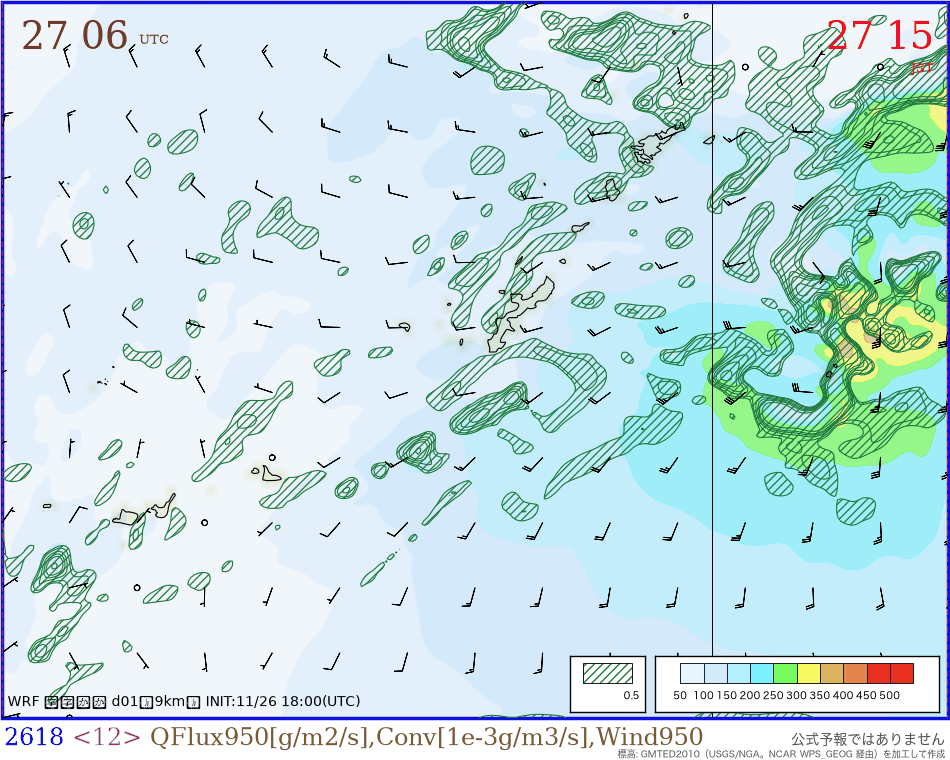 27 06 UTC
27 15
JST
WRF d01 9km INIT:11/26 18:00(UTC)
0.5
50 100 150 200 250 300 350 400 450 500
2618 <12> QFlux950[g/m2/s],Conv[1e-3g/m3/s],Wind950
公式予報ではありません
標高: GMTED2010（USGS/NGA。NCAR WPS_GEOG 経由）を加工して作成